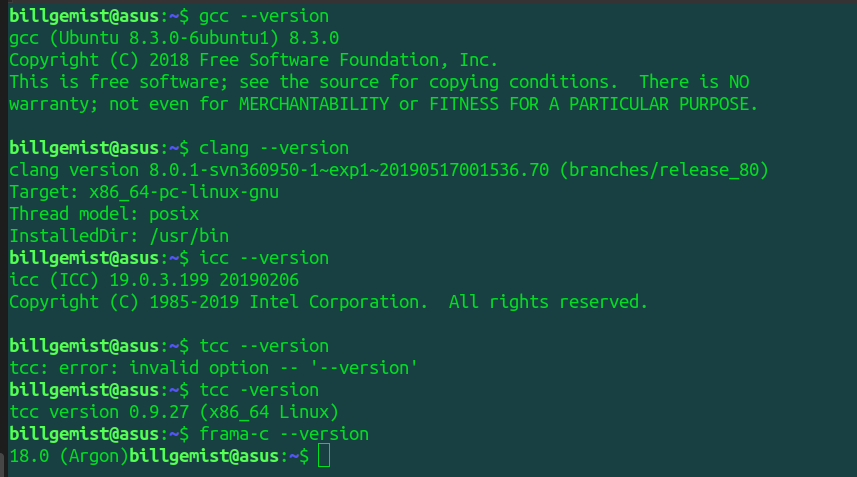 billgemist@asus:~$ gcc --version
gcc (Ubuntu 8.3.0-6ubuntu1) 8.3.0
Copyright (C) 2018 Free Software Foundation, Inc.
This is free software; see the source for copying conditions.  There is NO
warranty; not even for MERCHANTABILITY or FITNESS FOR A PARTICULAR PURPOSE.
billgemist@asus:~$ clang --version
clang version 8.0.1-svn360950-1~exp1~20190517001536.70 (branches/release_80)
Target: x86_64-pc-linux-gnu
Thread model: posix
InstalledDir: /usr/bin
billgemist@asus:~$ icc --version
icc (ICC) 19.0.3.199 20190206
Copyright (C) 1985-2019 Intel Corporation.  All rights reserved.
billgemist@asus:~$ tcc --version
tcc: error: invalid option -- '--version'
billgemist@asus:~$ tcc -version
tcc version 0.9.27 (x86_64 Linux)
billgemist@asus:~$ frama-c --version
18.0 (Argon)billgemist@asus:~$